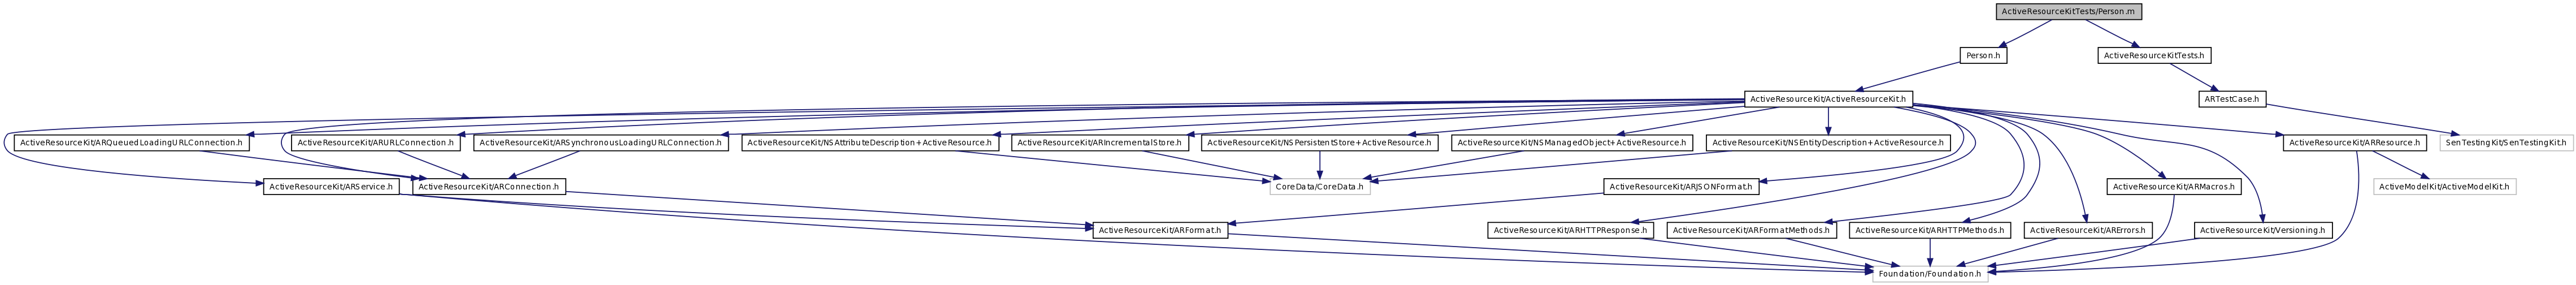 ActiveResourceKitTests/Person.m
Person.h
ActiveResourceKitTests.h
ActiveResourceKit/ActiveResourceKit.h
ARTestCase.h
ActiveResourceKit/ARQueuedLoadingURLConnection.h
ActiveResourceKit/ARURLConnection.h
ActiveResourceKit/ARSynchronousLoadingURLConnection.h
ActiveResourceKit/NSAttributeDescription+ActiveResource.h
ActiveResourceKit/ARIncrementalStore.h
ActiveResourceKit/NSPersistentStore+ActiveResource.h
ActiveResourceKit/NSManagedObject+ActiveResource.h
ActiveResourceKit/NSEntityDescription+ActiveResource.h
ActiveResourceKit/ARResource.h
SenTestingKit/SenTestingKit.h
ActiveResourceKit/ARService.h
ActiveResourceKit/ARConnection.h
CoreData/CoreData.h
ActiveResourceKit/ARJSONFormat.h
ActiveResourceKit/ARMacros.h
ActiveModelKit/ActiveModelKit.h
ActiveResourceKit/ARFormat.h
ActiveResourceKit/ARHTTPResponse.h
ActiveResourceKit/ARFormatMethods.h
ActiveResourceKit/ARHTTPMethods.h
ActiveResourceKit/ARErrors.h
ActiveResourceKit/Versioning.h
Foundation/Foundation.h